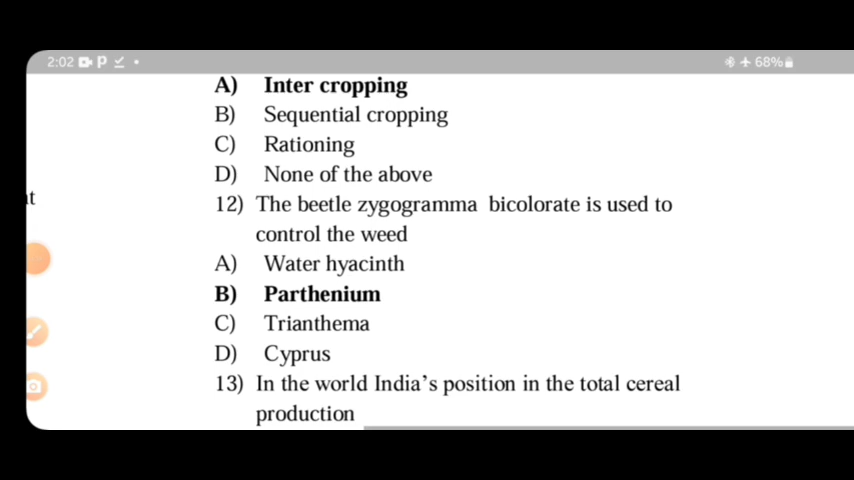 2:02 P
68%
A) Inter cropping
B) Sequential cropping
C) Rationing
D) None of the above
12) The beetle zygogramma bicolorate is used to
control the weed
A) Water hyacinth
B) Parthenium
C) Trianthema
D) Cyprus
13) In the world India's position in the total cereal
production